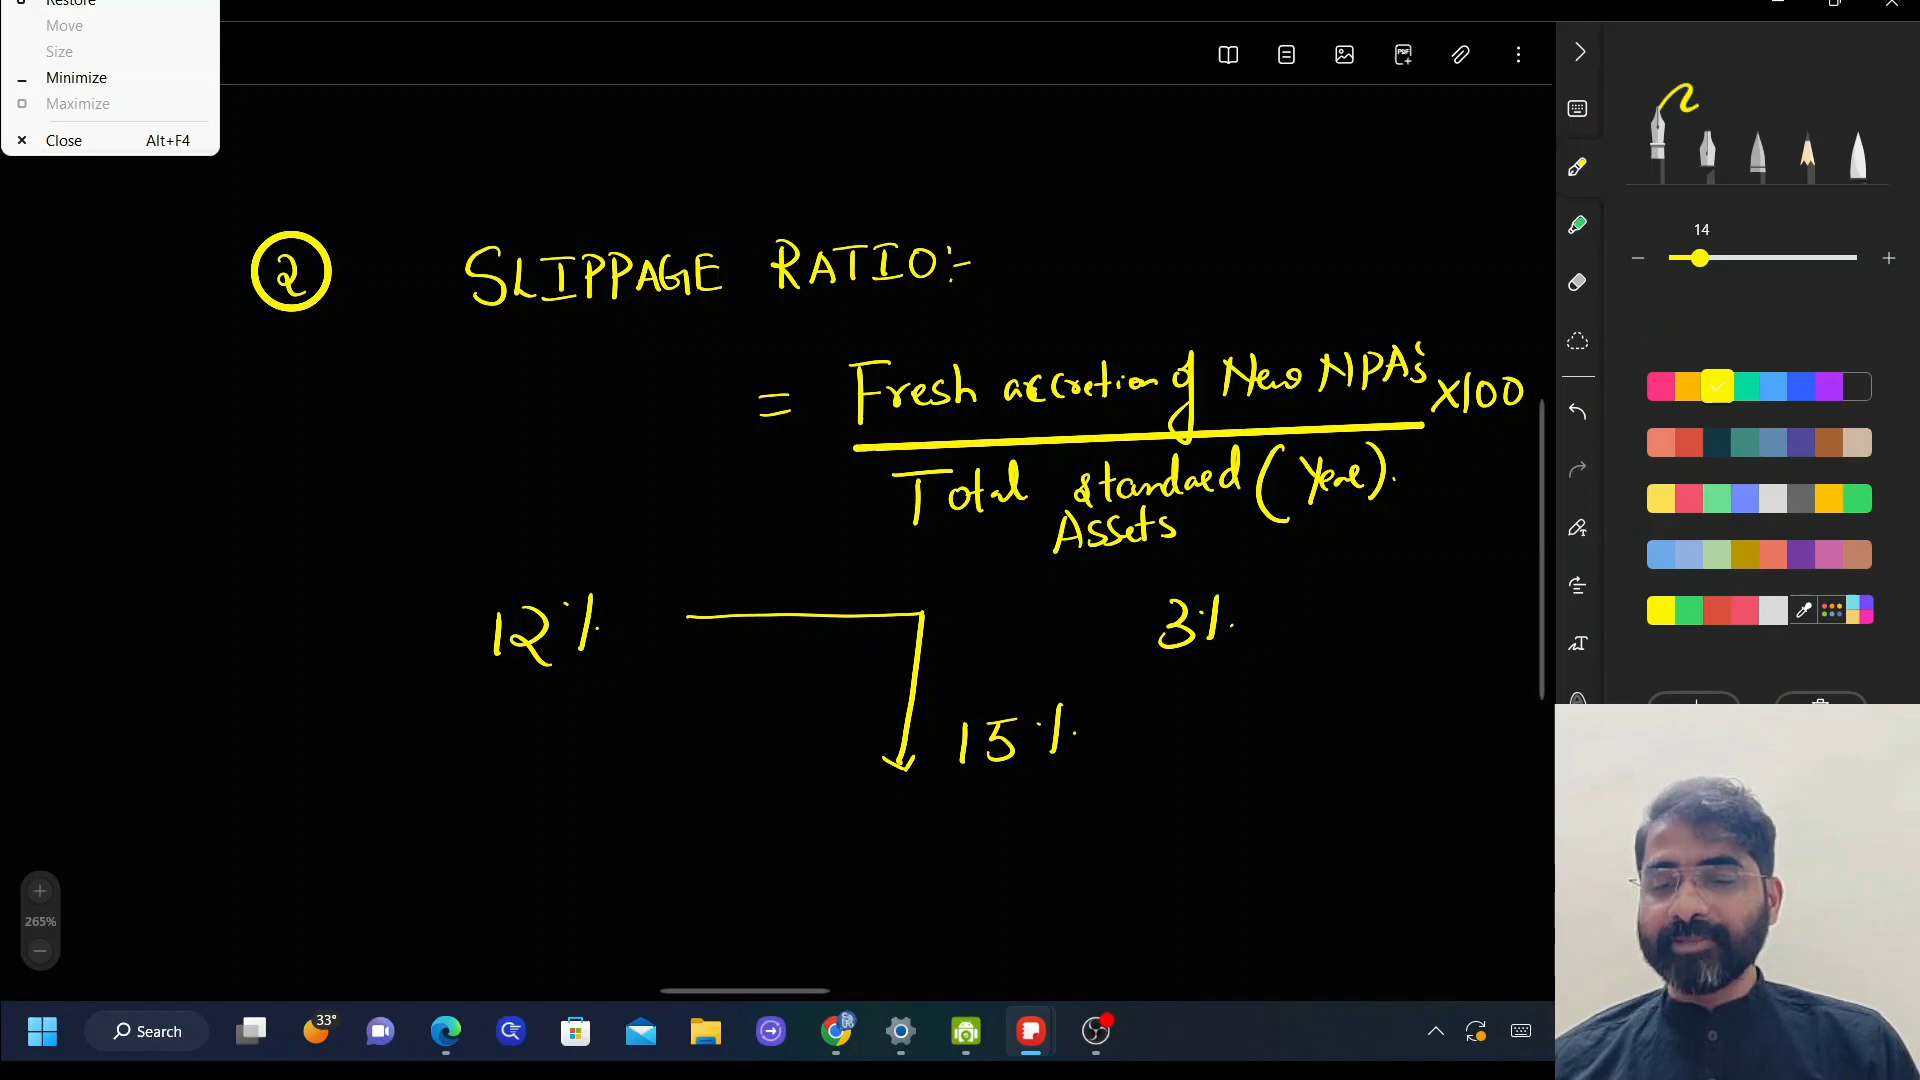 Restore
Move
Size
Minimize
Maximize
Close Alt+F4
14
2 SLIPPAGE RATIO:-
= Fresh accretion of New NPA's X100
Total standard (Year).
Assets
12% 3%
15%
265%
33°
Search